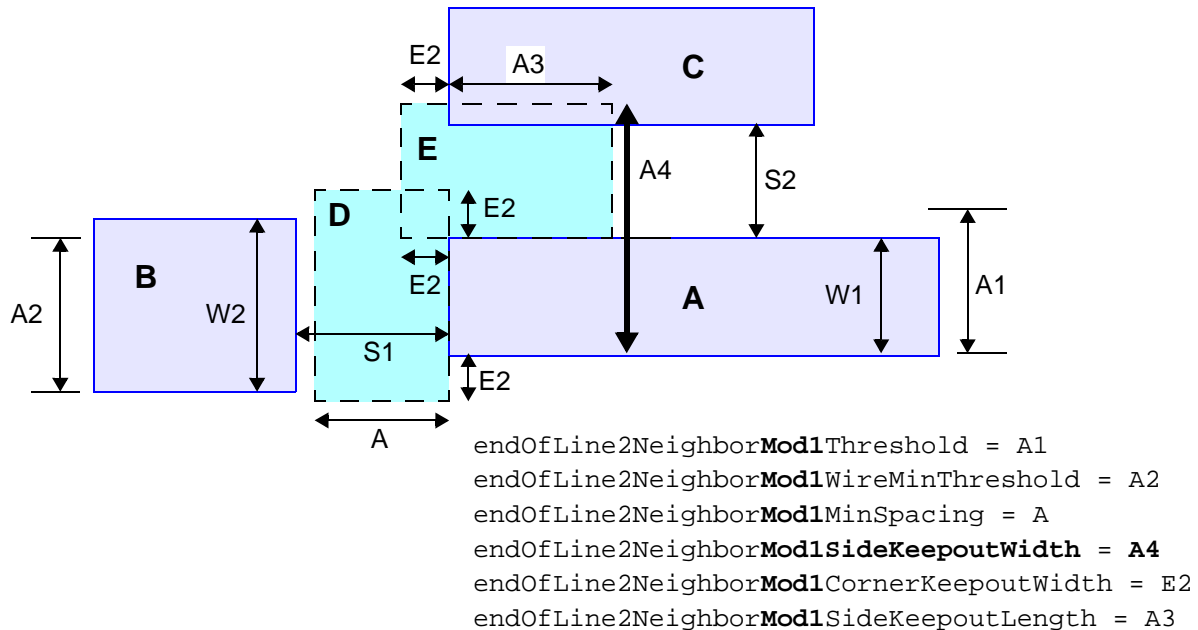 E2
A3
C
E
A4
S2
D
E2
B
E2
A
A2
W2
W1
A1
S1
E2
A
endOfLine2NeighborMod1Threshold = A1
endOfLine2NeighborMod1WireMinThreshold = A2
endOfLine2NeighborMod1MinSpacing = A
endOfLine2NeighborMod1SideKeepoutWidth = A4
endOfLine2NeighborMod1CornerKeepoutWidth = E2
endOfLine2NeighborMod1SideKeepoutLength = A3